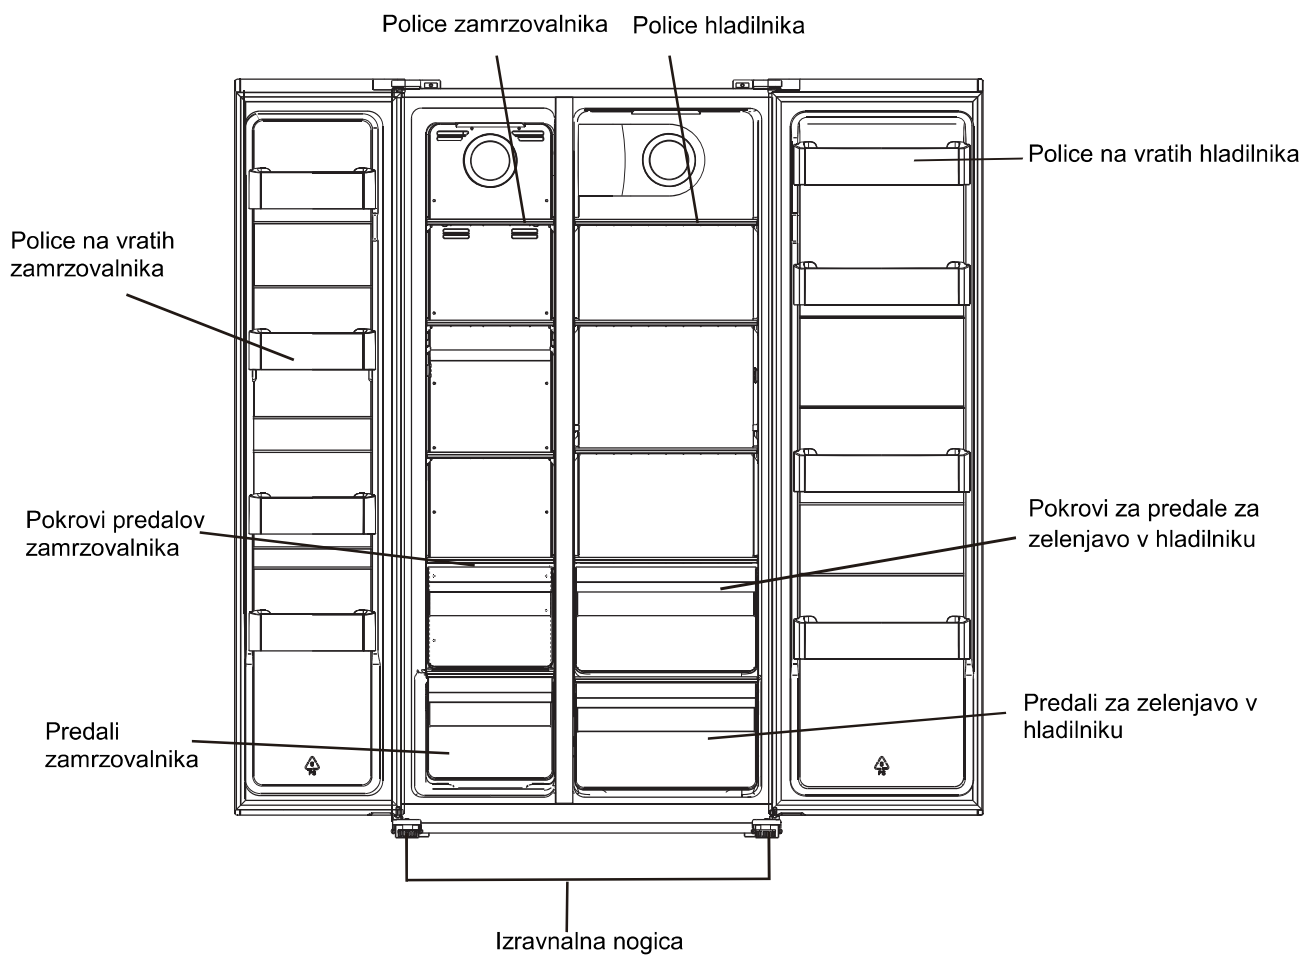 Police zamrzovalnika
Police hladilnika
Police na vratih hladilnika
Police na vratih
zamrzovalnika
Pokrovi predalov
zamrzovalnika
Pokrovi za predale za
zelenjavo v hladilniku
Predali za zelenjavo v
hladilniku
Predali
zamrzovalnika
Izravnalna nogica